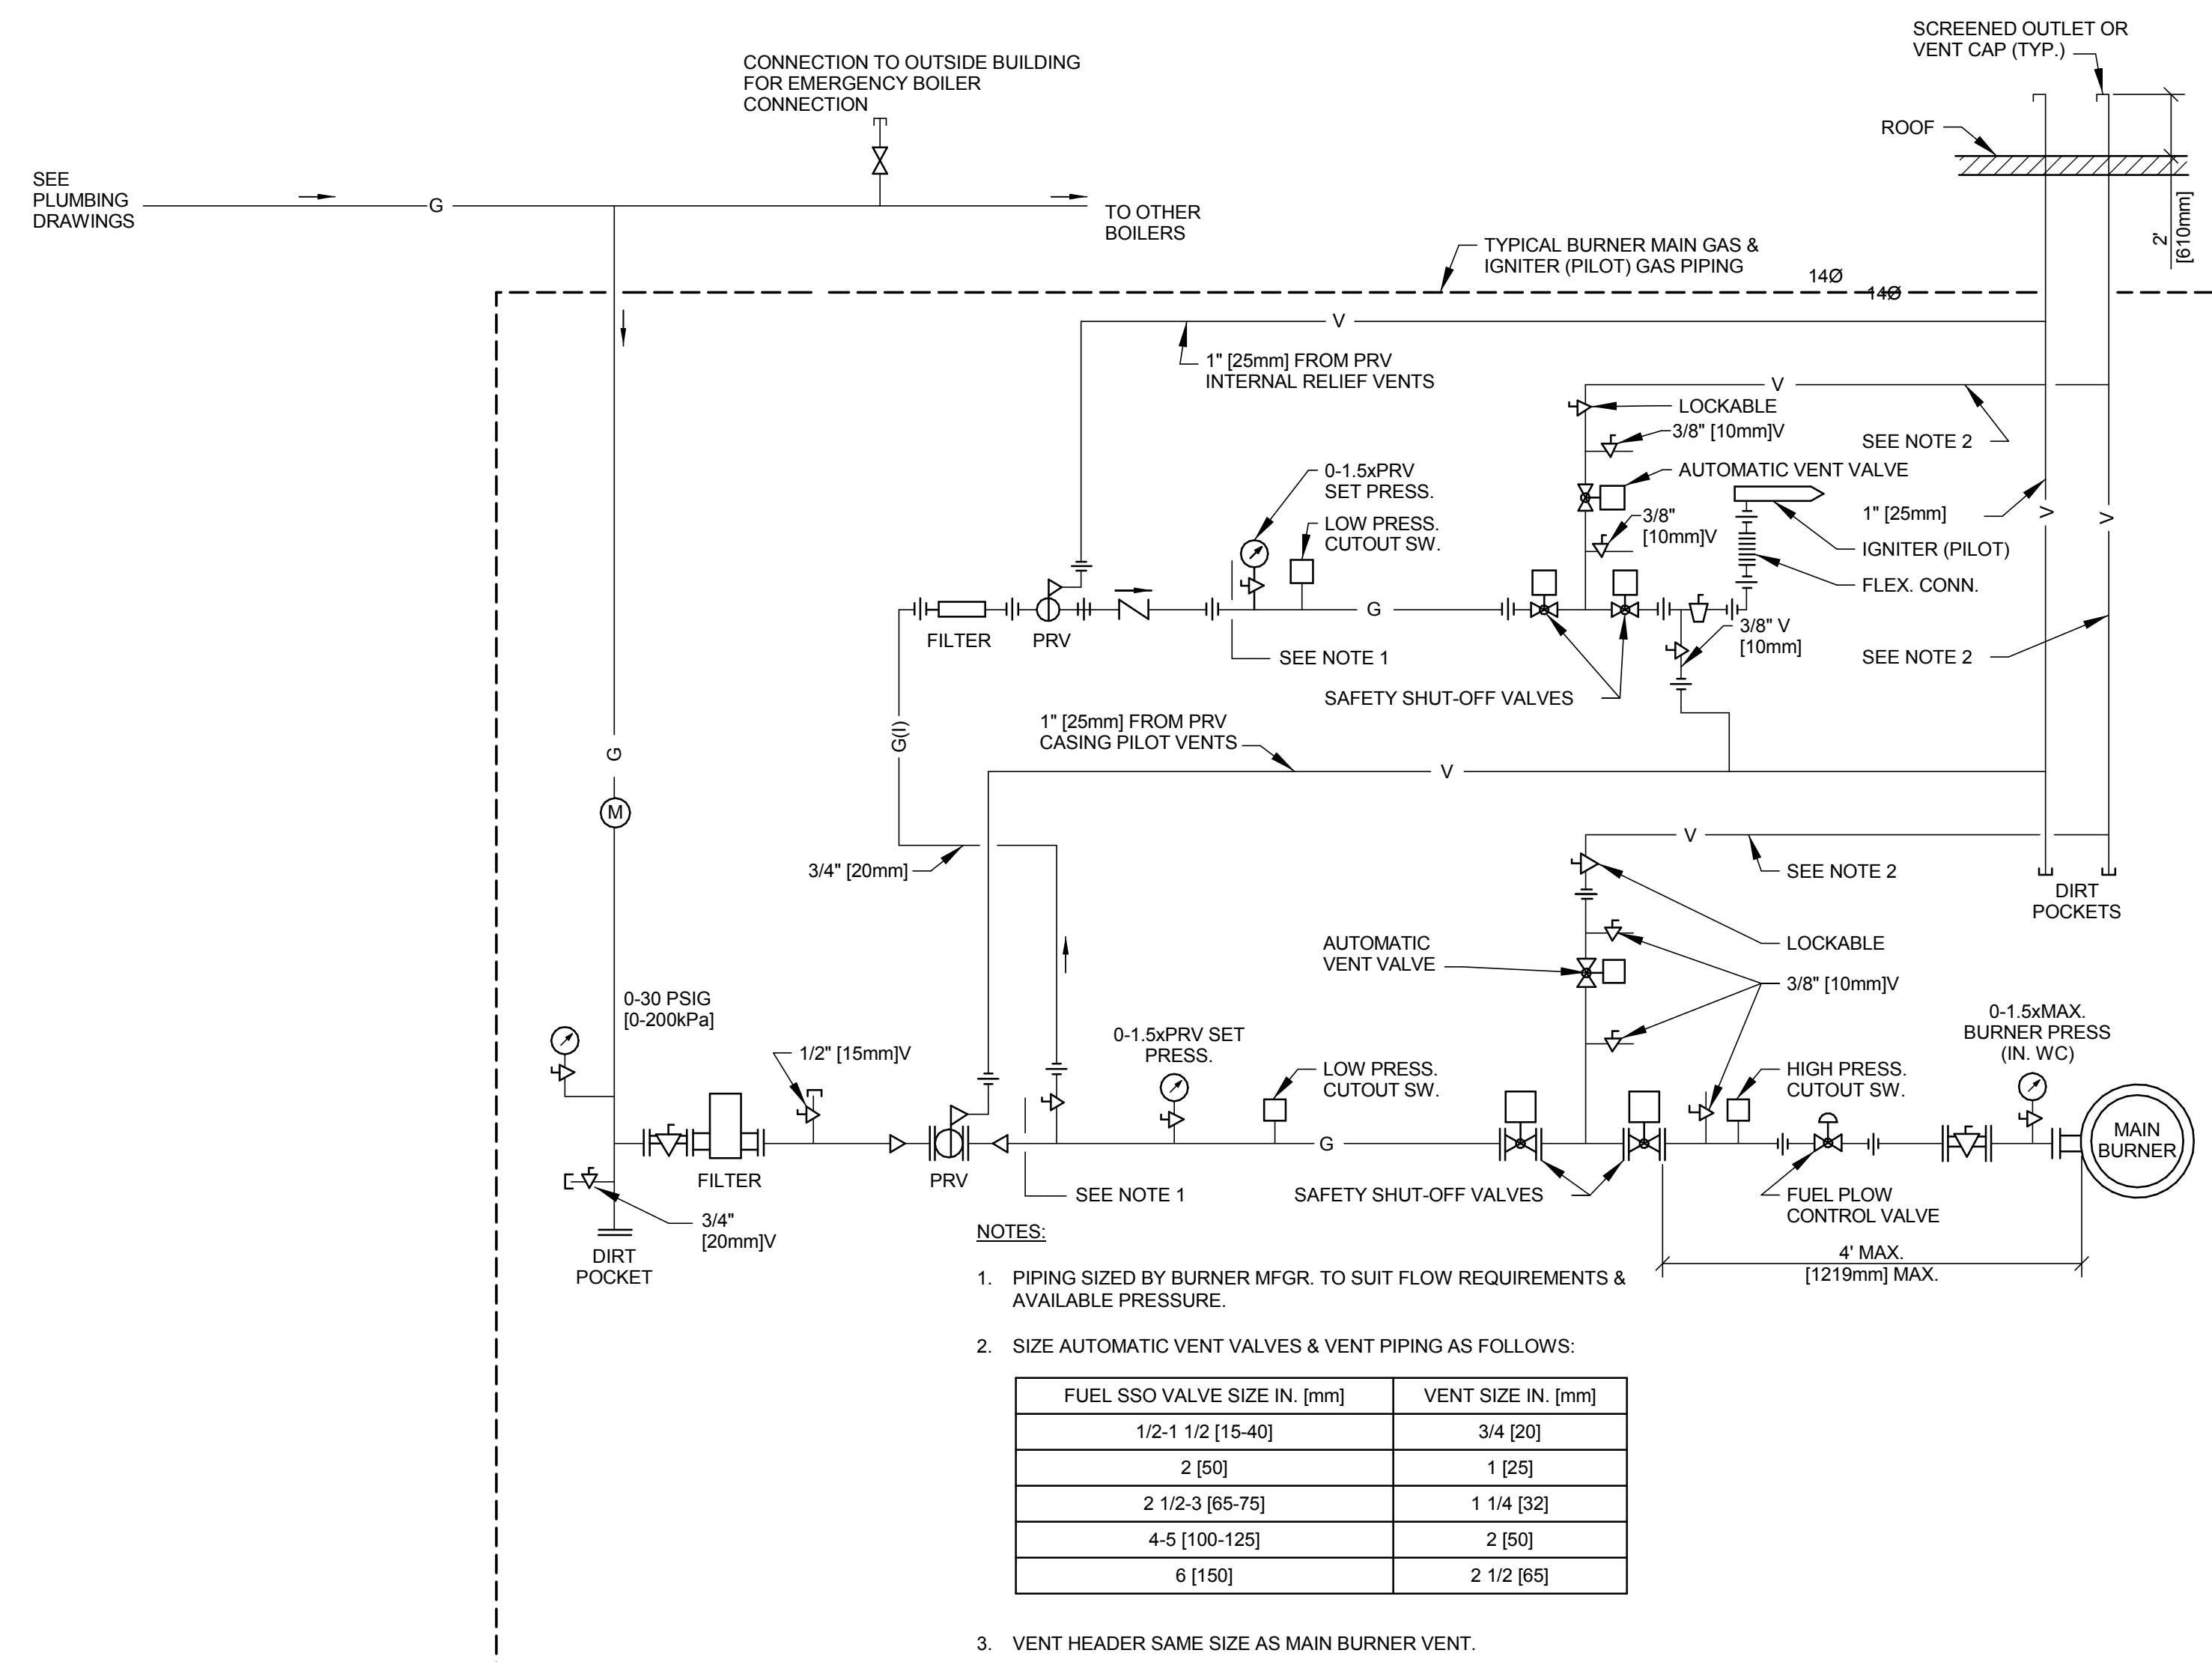 SCREENED OUTLET OR
VENT CAP (TYP.)
CONNECTION TO OUTSIDE BUILDING
FOR EMERGENCY BOILER
CONNECTION
ROOF
SEE
PLUMBING
DRAWINGS
G
TO OTHER
BOILERS
2'
[610mm]
TYPICAL BURNER MAIN GAS &
IGNITER (PILOT) GAS PIPING
14Ø
14Ø
V
1" [25mm] FROM PRV
INTERNAL RELIEF VENTS
V
LOCKABLE
3/8" [10mm]V
SEE NOTE 2
0-1.5xPRV
SET PRESS.
AUTOMATIC VENT VALVE
LOW PRESS.
CUTOUT SW.
3/8"
[10mm]V
1" [25mm]
V
V
IGNITER (PILOT)
FLEX. CONN.
G
FILTER
PRV
3/8" V
[10mm]
SEE NOTE 1
SEE NOTE 2
SAFETY SHUT-OFF VALVES
G(I)
1" [25mm] FROM PRV
CASING PILOT VENTS
G
V
M
V
3/4" [20mm]
SEE NOTE 2
DIRT
POCKETS
AUTOMATIC
VENT VALVE
LOCKABLE
3/8" [10mm]V
0-30 PSIG
[0-200kPa]
0-1.5xMAX.
BURNER PRESS
(IN. WC)
1/2" [15mm]V
0-1.5xPRV SET
PRESS.
LOW PRESS.
CUTOUT SW.
HIGH PRESS.
CUTOUT SW.
G
MAIN
BURNER
FILTER
PRV
SEE NOTE 1
SAFETY SHUT-OFF VALVES
FUEL PLOW
CONTROL VALVE
3/4"
[20mm]V
DIRT
POCKET
4' MAX.
[1219mm] MAX.
NOTES:
1. PIPING SIZED BY BURNER MFGR. TO SUIT FLOW REQUIREMENTS &
AVAILABLE PRESSURE.
2. SIZE AUTOMATIC VENT VALVES & VENT PIPING AS FOLLOWS:
FUEL SSO VALVE SIZE IN. [mm] VENT SIZE IN. [mm]
1/2-1 1/2 [15-40] 3/4 [20]
2 [50] 1 [25]
2 1/2-3 [65-75] 1 1/4 [32]
4-5 [100-125] 2 [50]
6 [150] 2 1/2 [65]
3. VENT HEADER SAME SIZE AS MAIN BURNER VENT.